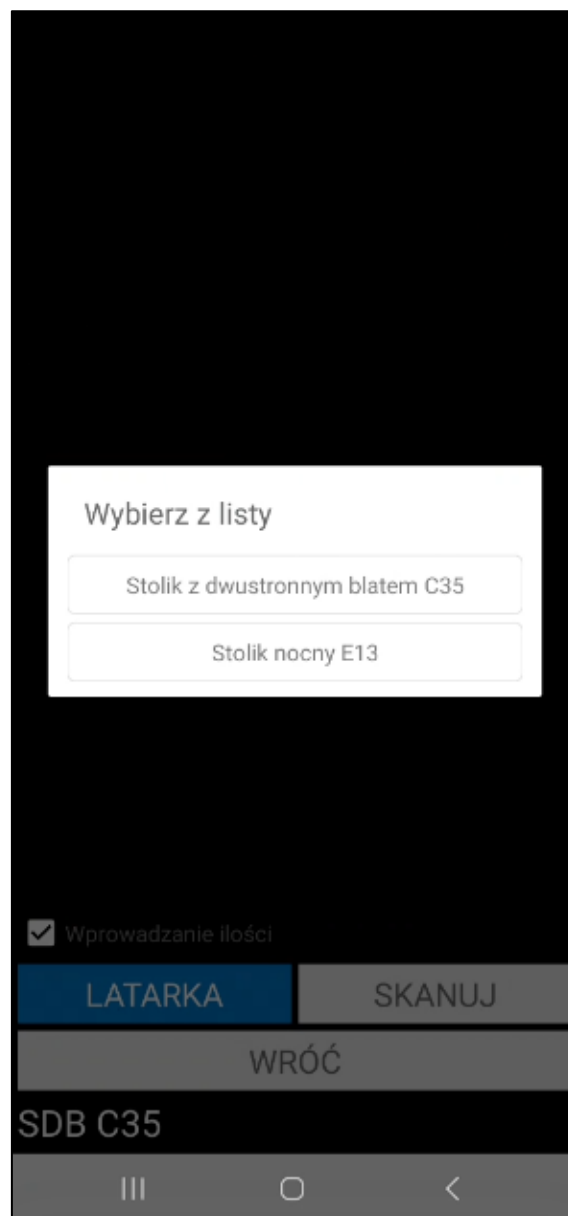 Wybierz z listy
Stolik z dwustronnym blatem C35
Stolik nocny E13
Wprowadzanie ilości
LATARKA SKANUJ
WRÓĆ
SDB C35